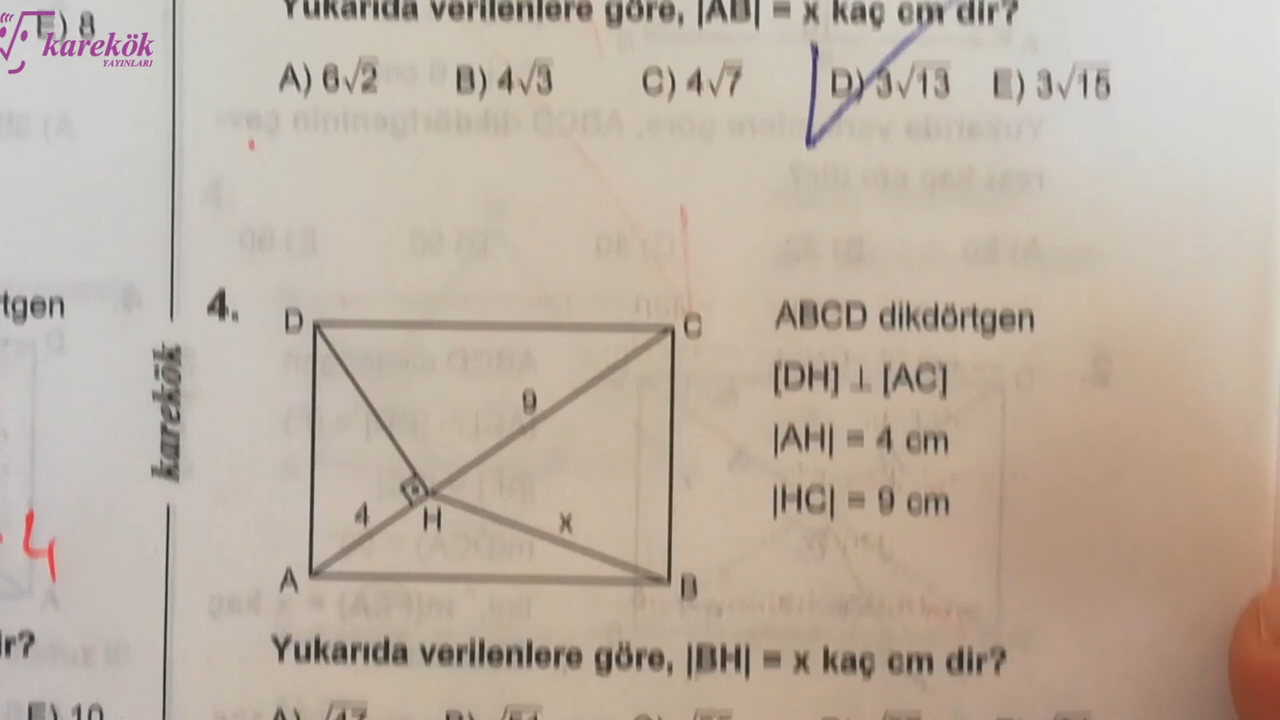 E) 8
karekök
YAYINLARI
Yukarıda verilenlere göre, |AB| = x kaç cm dir?
A) 6√2 B) 4√3 C) 4√7 D) 3√13 E) 3√15
tgen
4.
D
C
9
4
H
x
A
B
ABCD dikdörtgen
[DH] ⊥ [AC]
|AH| = 4 cm
|HC| = 9 cm
karekök
4
ir?
Yukarıda verilenlere göre, |BH| = x kaç cm dir?
E) 10